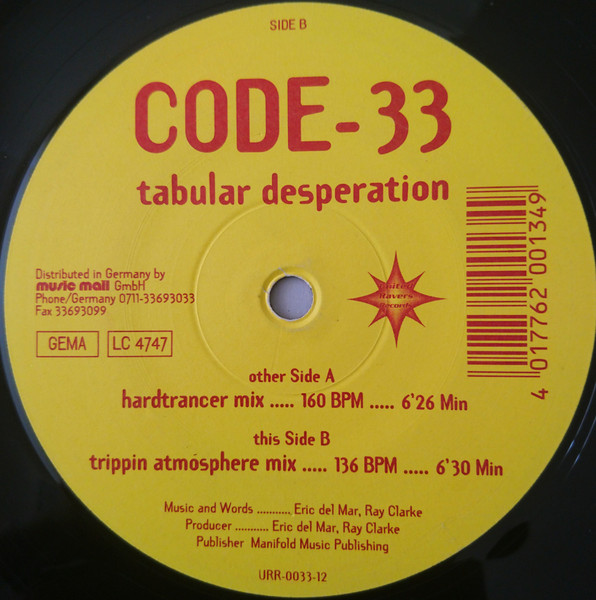 SIDE B
CODE-33
tabular desperation
Distributed in Germany by
music mall GmbH
Phone/Germany 0711-33693033
Fax 33693099
GEMA LC 4747
United
Ravers
Records
4 017762 001349
other Side A
hardtrancer mix ..... 160 BPM ..... 6'26 Min
this Side B
trippin atmosphere mix ..... 136 BPM ..... 6'30 Min
Music and Words ........... Eric del Mar, Ray Clarke
Producer ........... Eric del Mar, Ray Clarke
Publisher Manifold Music Publishing
URR-0033-12